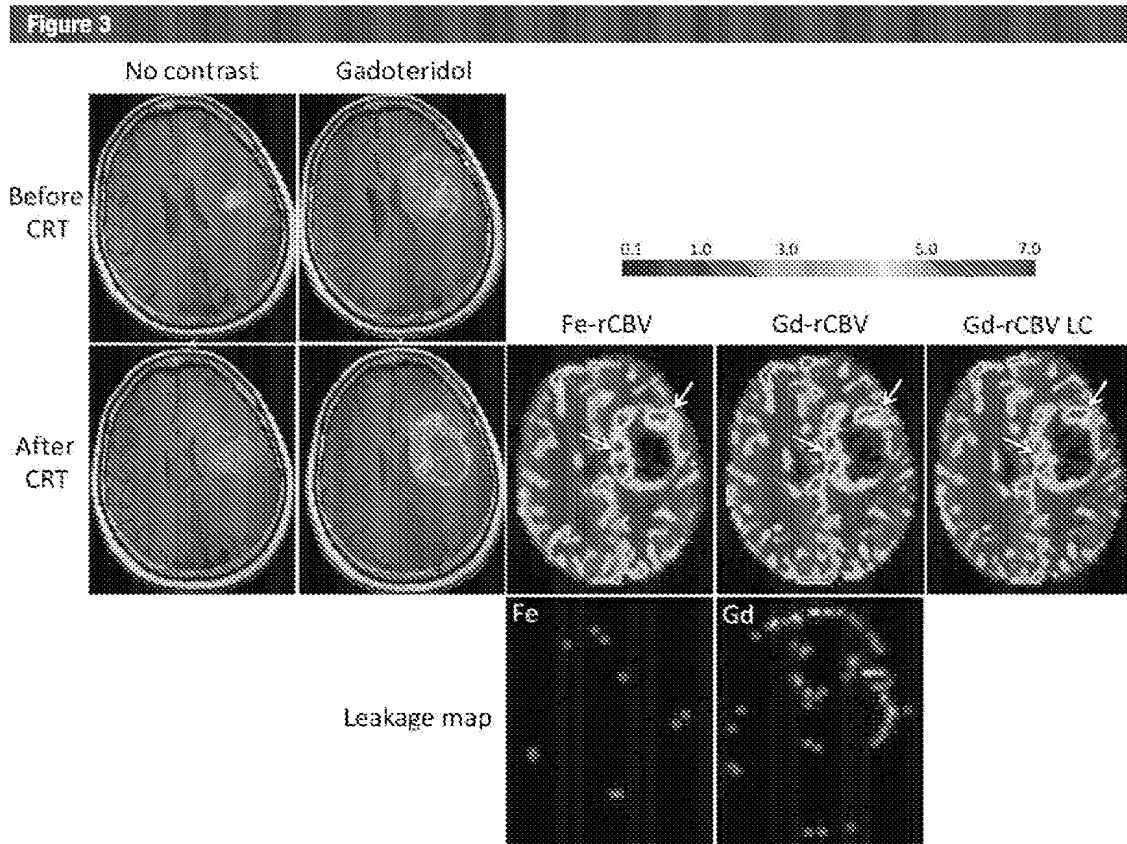 Figure 3
No contrast Gadoteridol
Before
CRT
0.1 1.0 3.0 5.0 7.0
Fe-rCBV Gd-rCBV Gd-rCBV LC
After
CRT
Fe Gd
Leakage map